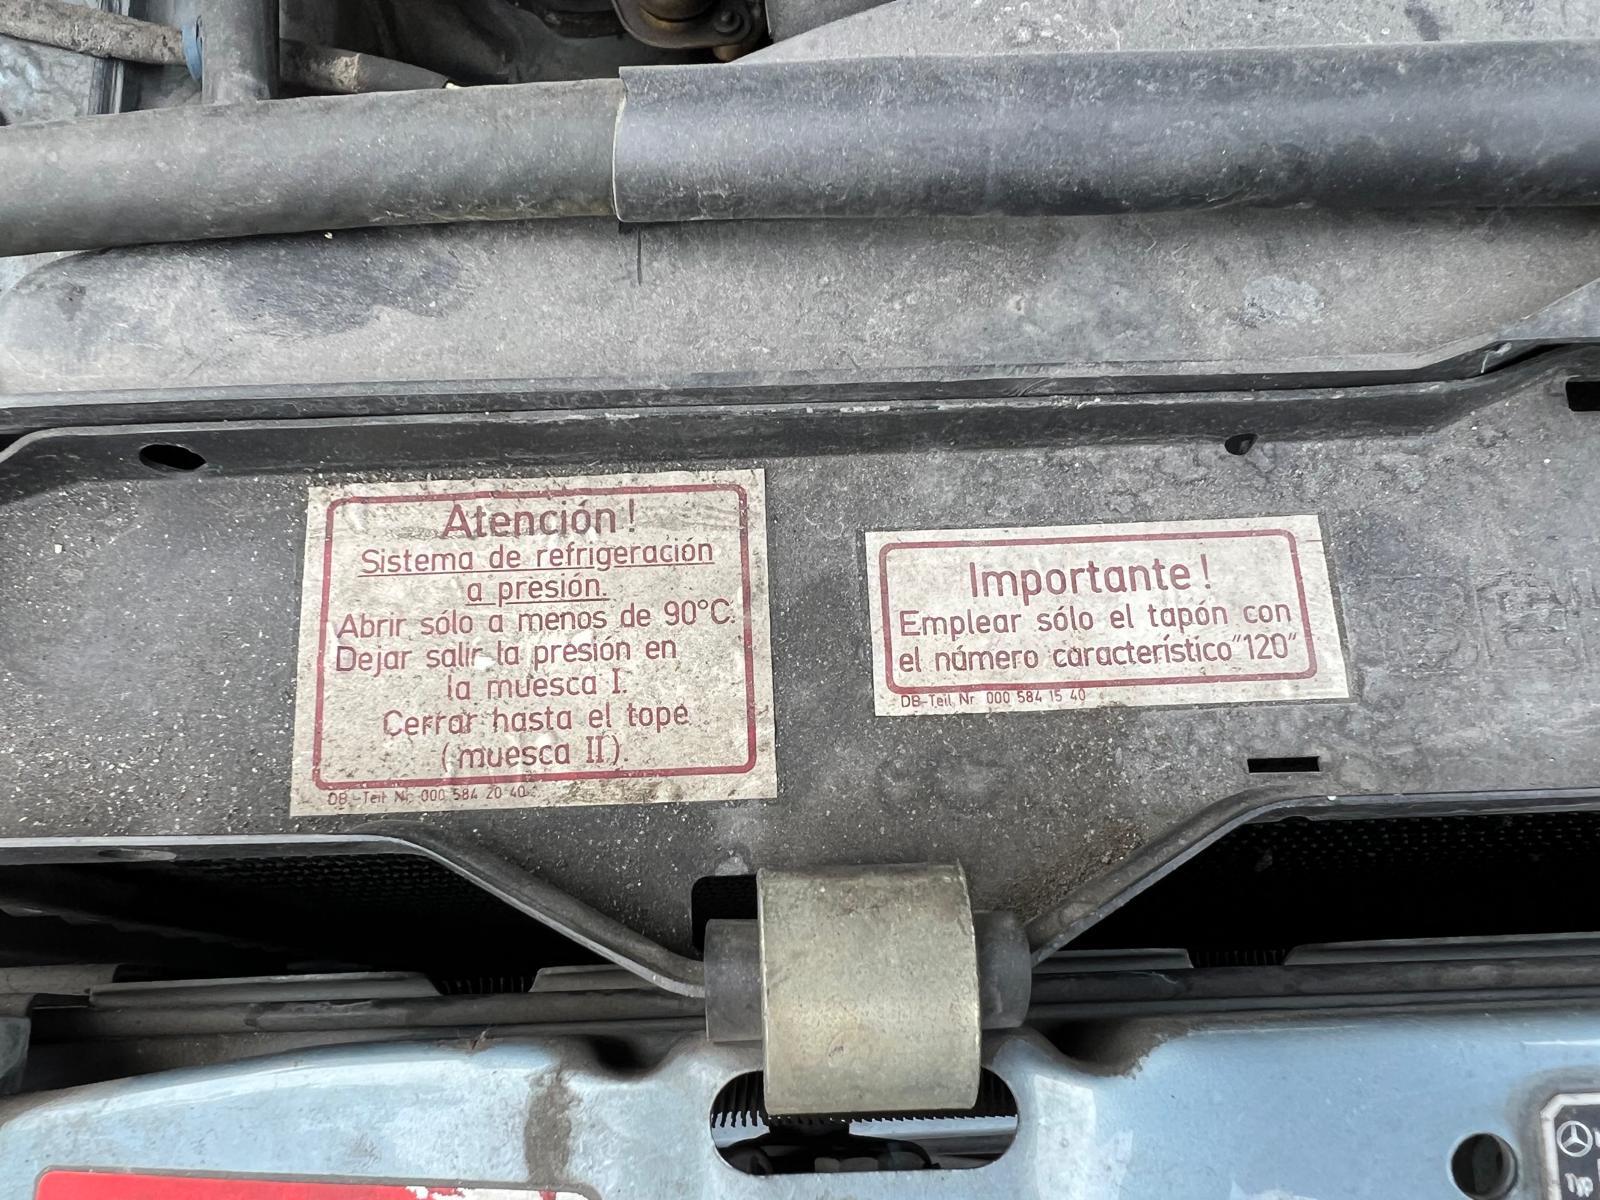 Atención!
Sistema de refrigeración
a presión.
Abrir sólo a menos de 90°C.
Dejar salir la presión en
la muesca I.
Cerrar hasta el tope
(muesca II).
DB-Teil Nr. 000 584 20 40
Importante!
Emplear sólo el tapón con
el número característico "120"
DB-Teil Nr. 000 584 15 40
Typ